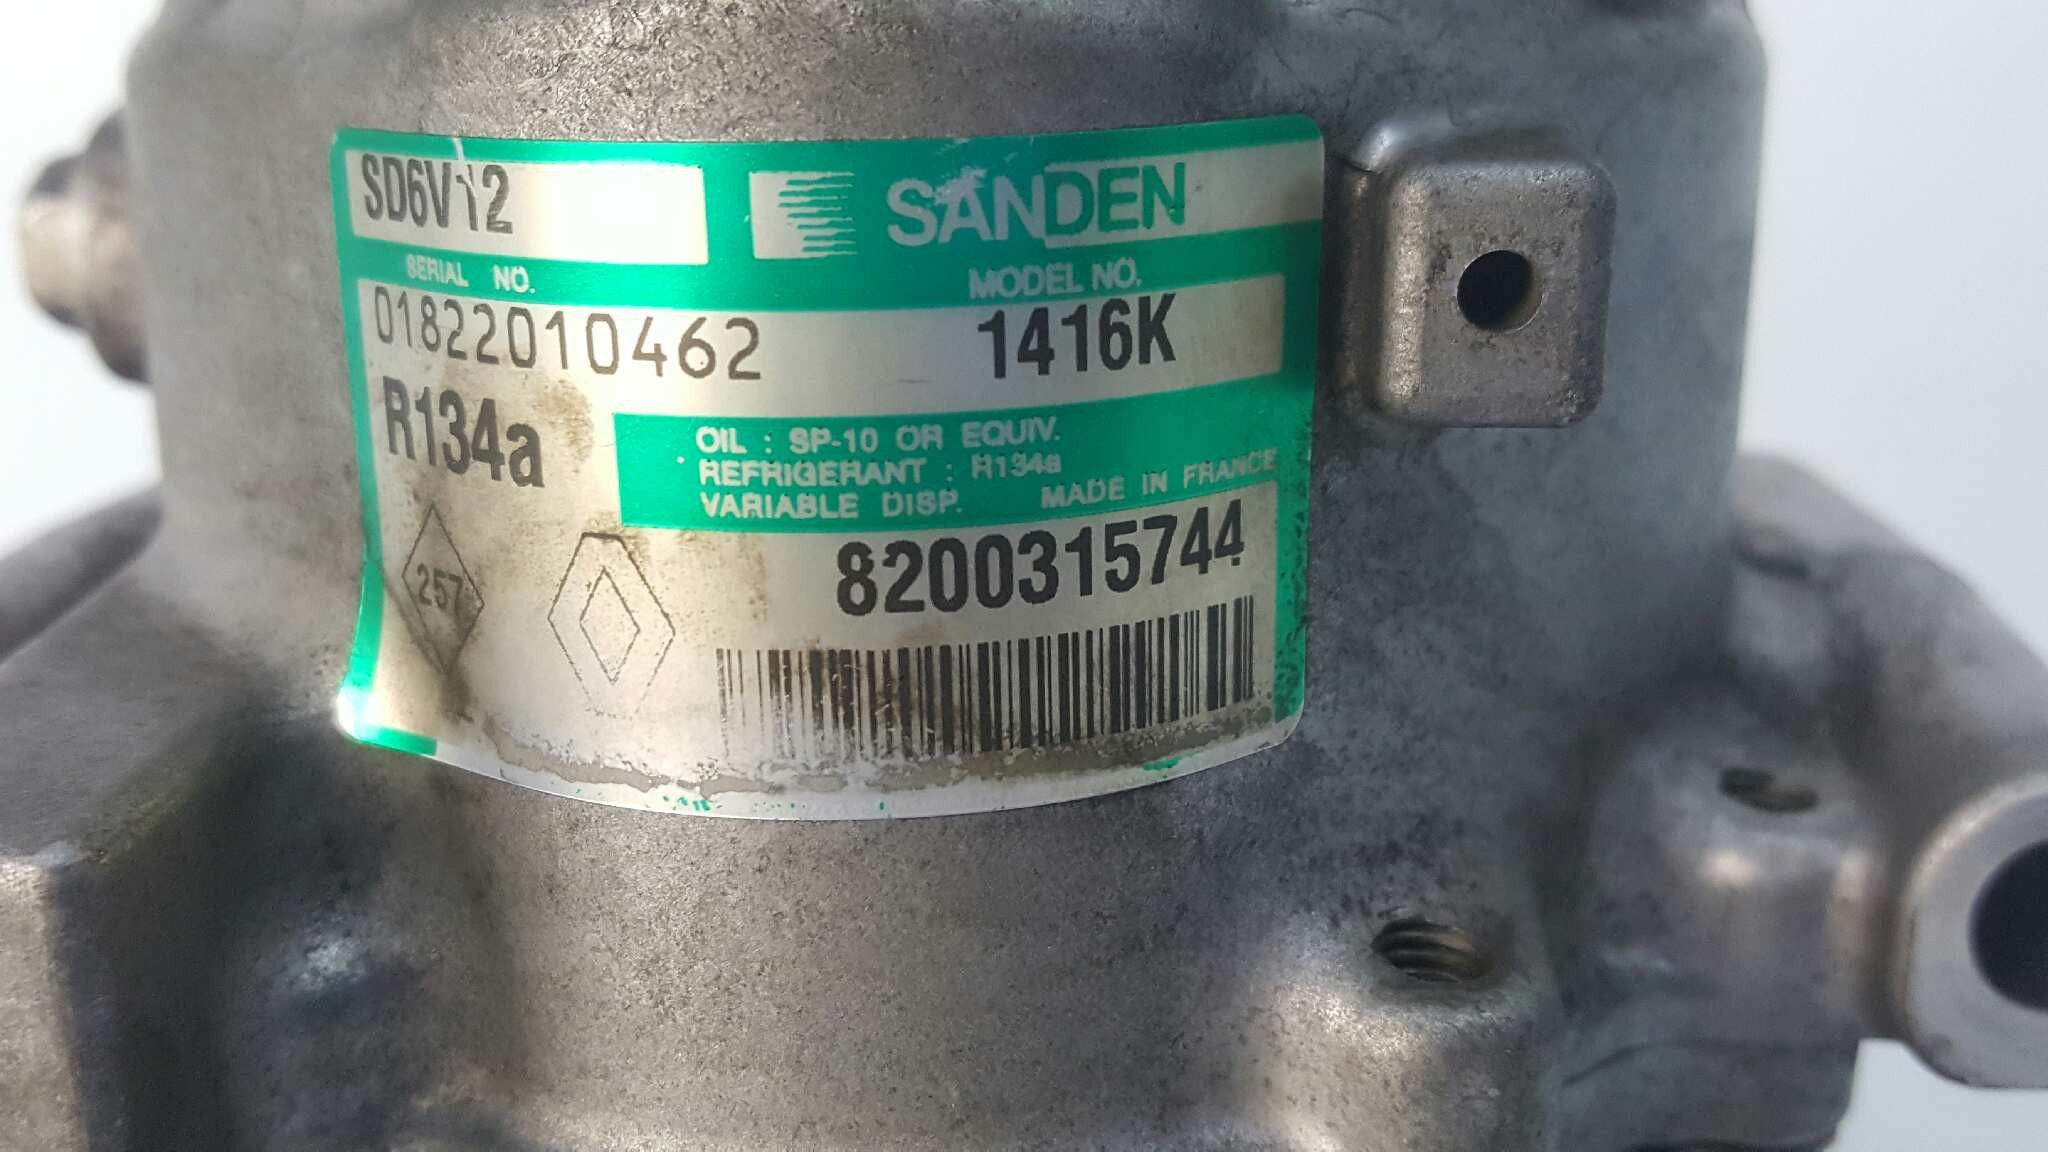 SD6V12
SANDEN
SERIAL NO. MODEL NO.
01822010462 1416K
R134a
OIL : SP-10 OR EQUIV.
REFRIGERANT : R134a
VARIABLE DISP. MADE IN FRANCE
257
8200315744